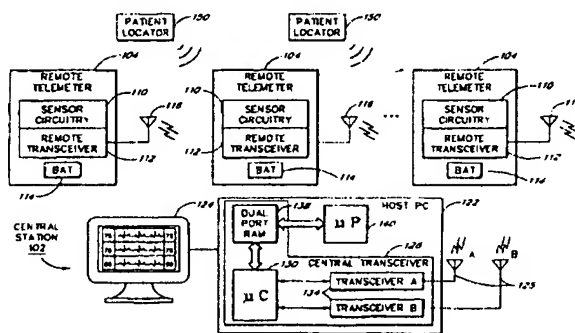 PATIENT LOCATOR
150
PATIENT LOCATOR
150
104
REMOTE TELEMETER
110
SENSOR CIRCUITRY
REMOTE TRANSCEIVER
112
BAT
114
116
104
REMOTE TELEMETER
110
SENSOR CIRCUITRY
REMOTE TRANSCEIVER
112
BAT
114
116
...
104
REMOTE TELEMETER
110
SENSOR CIRCUITRY
REMOTE TRANSCEIVER
112
BAT
114
CENTRAL STATION
102
124
HOST PC
122
138
DUAL PORT RAM
µP
140
126
CENTRAL TRANSCEIVER
130
µC
134
TRANSCEIVER A
TRANSCEIVER B
A
B
125